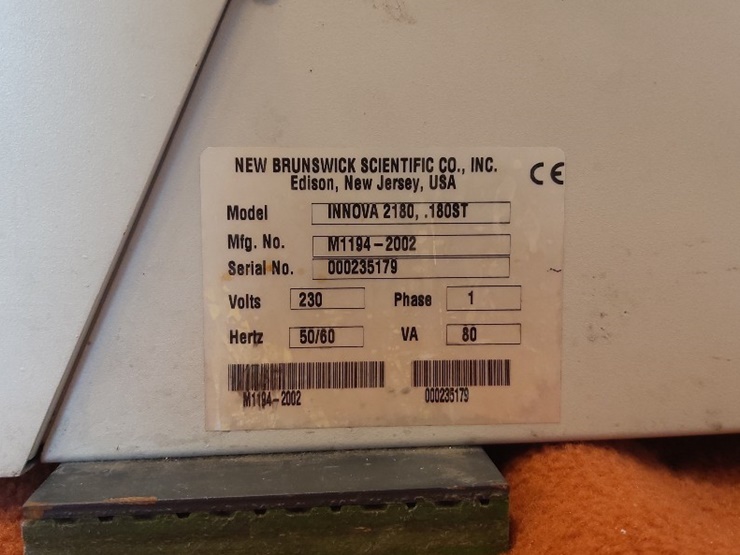 NEW BRUNSWICK SCIENTIFIC CO., INC.
CE
Edison, New Jersey, USA
Model INNOVA 2180, .180ST
Mfg. No. M1194-2002
Serial No. 000235179
Volts 230 Phase 1
Hertz 50/60 VA 80
M1194-2002 000235179